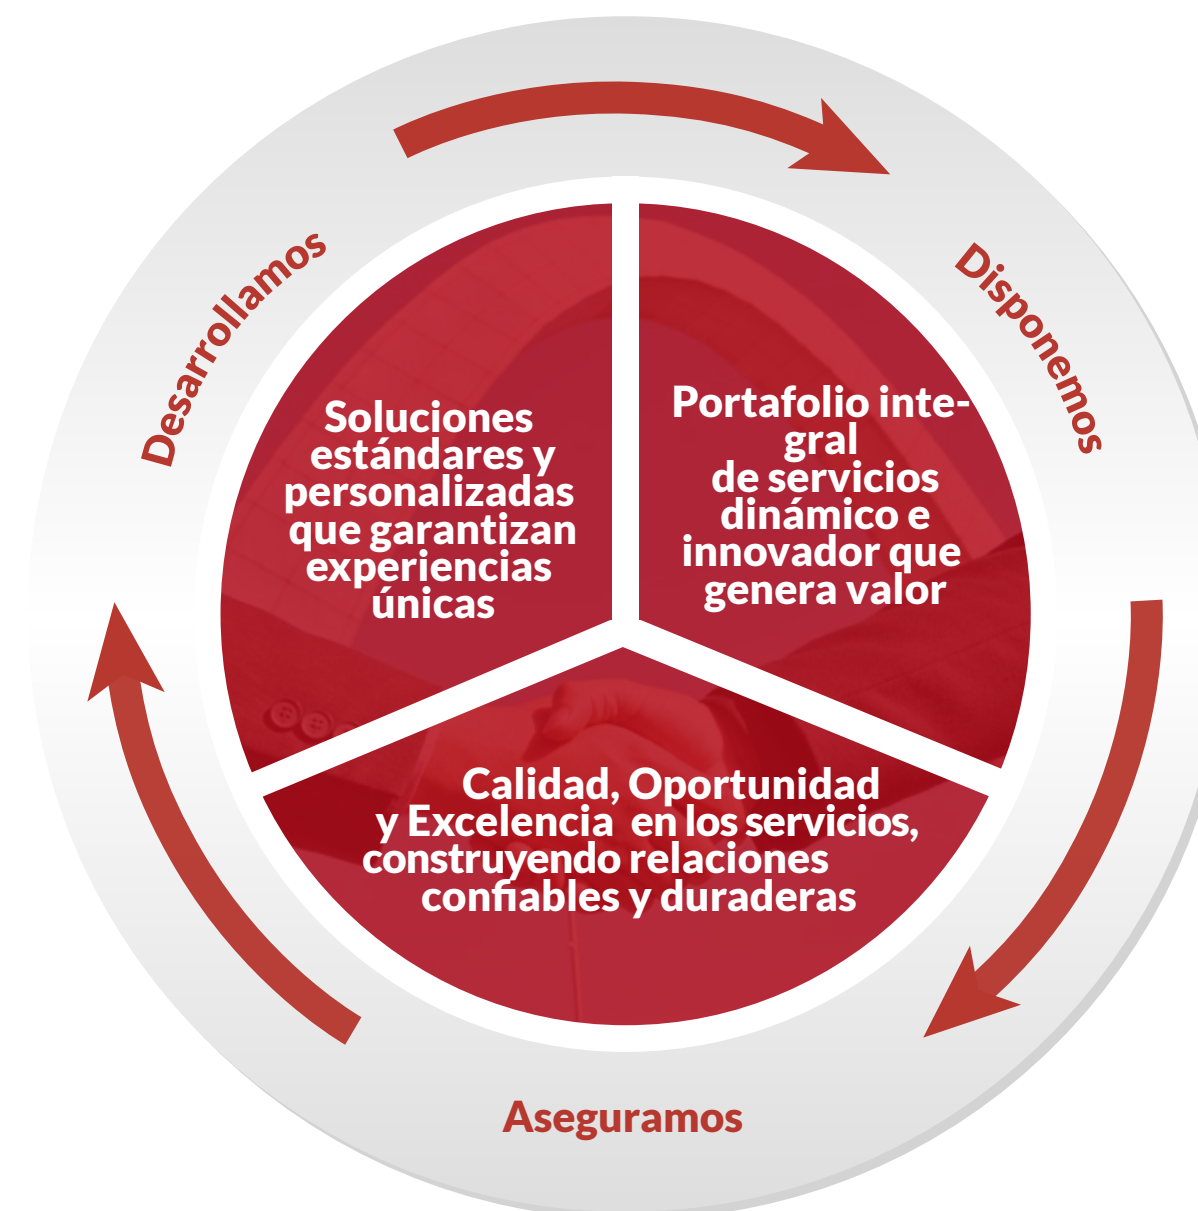 Desarrollamos
Disponemos
Soluciones
estándares y
personalizadas
que garantizan
experiencias
únicas
Portafolio inte-
gral
de servicios
dinámico e
innovador que
genera valor
Calidad, Oportunidad
y Excelencia en los servicios,
construyendo relaciones
confiables y duraderas
Aseguramos